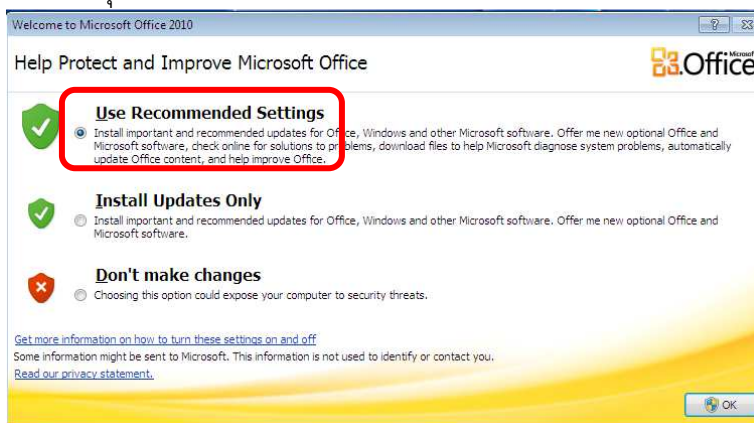 Welcome to Microsoft Office 2010
Help Protect and Improve Microsoft Office
Microsoft
Office
Use Recommended Settings
Install important and recommended updates for Office, Windows and other Microsoft software. Offer me new optional Office and
Microsoft software, check online for solutions to problems, download files to help Microsoft diagnose system problems, automatically
update Office content, and help improve Office.
Install Updates Only
Install important and recommended updates for Office, Windows and other Microsoft software. Offer me new optional Office and
Microsoft software.
Don't make changes
Choosing this option could expose your computer to security threats.
Get more information on how to turn these settings on and off
Some information might be sent to Microsoft. This information is not used to identify or contact you.
Read our privacy statement.
OK